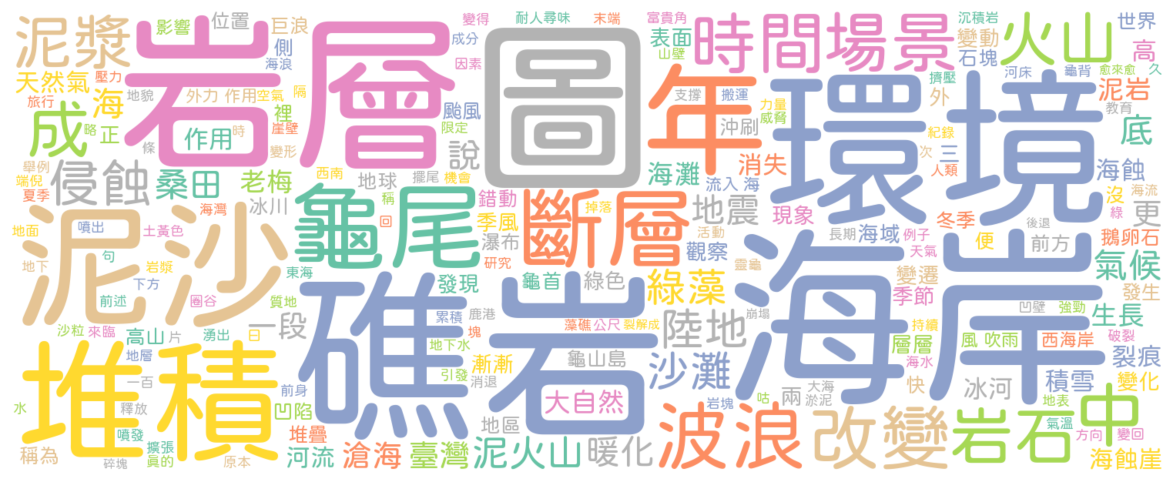 泥漿
影響
位置
巨浪
側
海浪
岩層
變得
成分
因素
圖
耐人尋味
末端
年
富貴角
表面
山壁
時間場景
沉積岩
變動
石塊
火山
世界
高
天然氣
壓力
海
旅行
地貌
外力 作用
空氣
隔
裡
颱風
限定
崖壁
成
略
正
作用
時
變形
條
支撐
搬運
沖刷
力量
威脅
環境
外
擠壓
河床
龜背
愈來愈
久
泥岩
教育
底
紀錄
次
三
人類
海蝕
舉例
端倪
夏季
侵蝕
桑田
老梅
海灣
冰川
西南
地球
擺尾
機會
說
稱
錯動
掉落
海灘
消失
流入 海
現象
沒
海流
綠
更
地面
噴出
土黃色
句
地下
岩漿
下方
前述
圈谷
泥沙
龜尾
回
東海
質地
季風
瀑布
研究
發現
龜首
斷層
綠色
地震
活動
觀察
靈龜
綠藻
長期
海域
例子
天氣
冬季
便
後退
前方
鵝卵石
變遷
季節
氣候
發生
沙粒
來臨
高山
片
湧出
日
一段
礁岩
累積
鹿港
地下水
塊
引發
消退
漸漸
藻礁
公尺
裂解成
龜山島
陸地
崩塌
沙灘
海岸
凹壁
強勁
持續
生長
風 吹雨
西海岸
破裂
層層
海水
裂痕
地層
一百
水
釋放
噴發
擴張
真的
稱為
碎塊
堆積
原本
前身
凹陷
堆疊
河流
滄海
地區
臺灣
大自然
泥火山
暖化
岩塊
兩
大海
淤泥
咕
波浪
改變
快
冰河
積雪
地表
變化
氣溫
方向
變回
岩石
中
海蝕崖